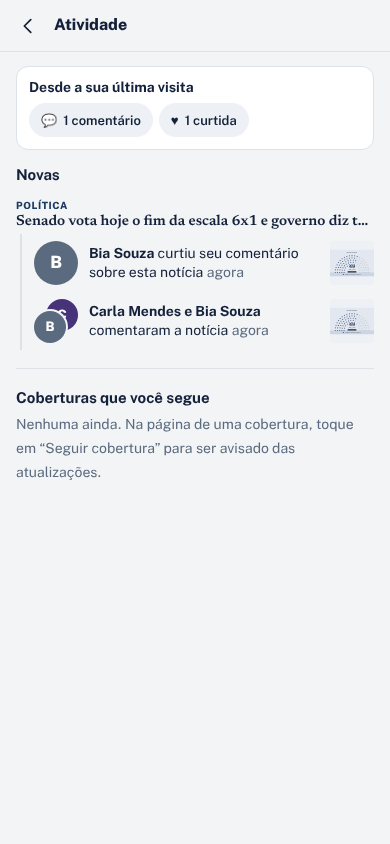 Atividade
Desde a sua última visita
💬 1 comentário
♥ 1 curtida
Novas
POLÍTICA
Senado vota hoje o fim da escala 6x1 e governo diz t...
B
Bia Souza curtiu seu comentário
sobre esta notícia agora
C
B
Carla Mendes e Bia Souza
comentaram a notícia agora
Coberturas que você segue
Nenhuma ainda. Na página de uma cobertura, toque
em “Seguir cobertura” para ser avisado das
atualizações.